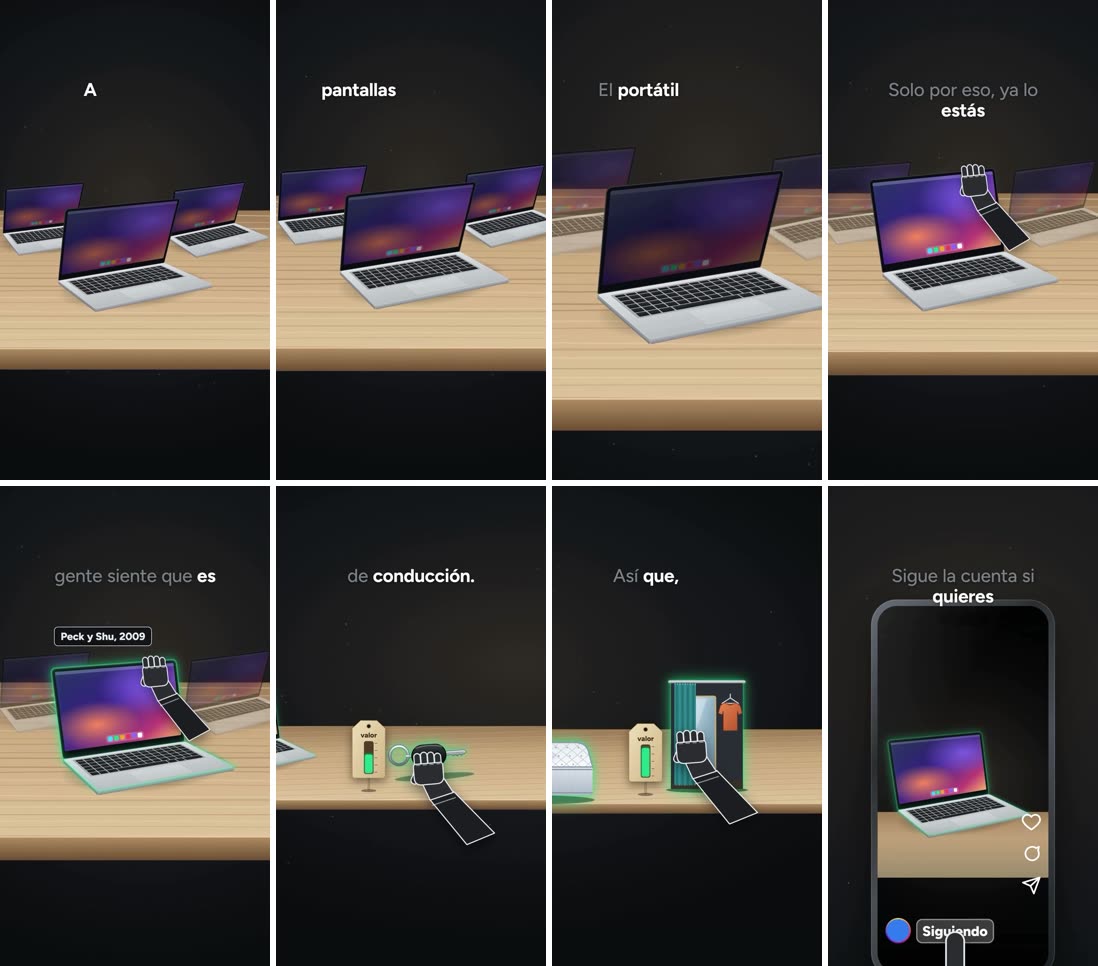 A
pantallas
El portátil
Solo por eso, ya lo
estás
gente siente que es
Peck y Shu, 2009
de conducción.
valor
Así que,
valor
Sigue la cuenta si
quieres
Siguiendo